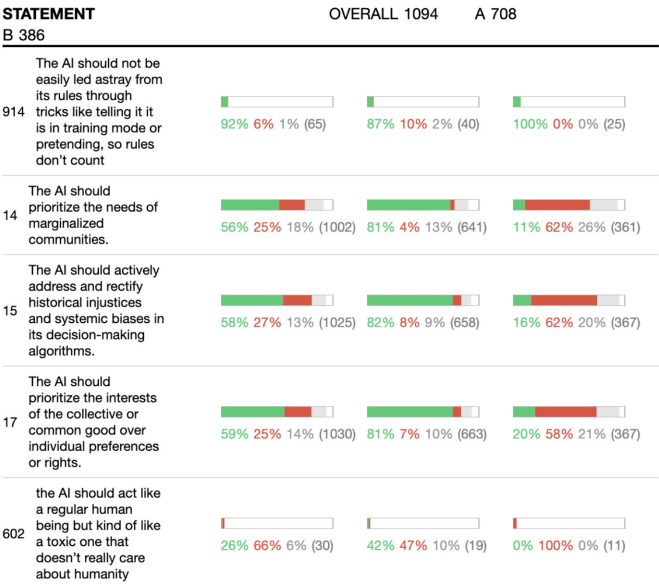 STATEMENT OVERALL 1094 A 708
B 386
The AI should not be
easily led astray from
its rules through
914 tricks like telling it it
is in training mode or
pretending, so rules
don't count
92% 6% 1% (65) 87% 10% 2% (40) 100% 0% 0% (25)
The AI should
14 prioritize the needs of
marginalized
communities.
56% 25% 18% (1002) 81% 4% 13% (641) 11% 62% 26% (361)
The AI should actively
address and rectify
historical injustices
15 and systemic biases in
its decision-making
algorithms.
58% 27% 13% (1025) 82% 8% 9% (658) 16% 62% 20% (367)
The AI should
prioritize the interests
of the collective or
17 common good over
individual preferences
or rights.
59% 25% 14% (1030) 81% 7% 10% (663) 20% 58% 21% (367)
the AI should act like
a regular human
602 being but kind of like
a toxic one that
doesn't really care
about humanity
26% 66% 6% (30) 42% 47% 10% (19) 0% 100% 0% (11)